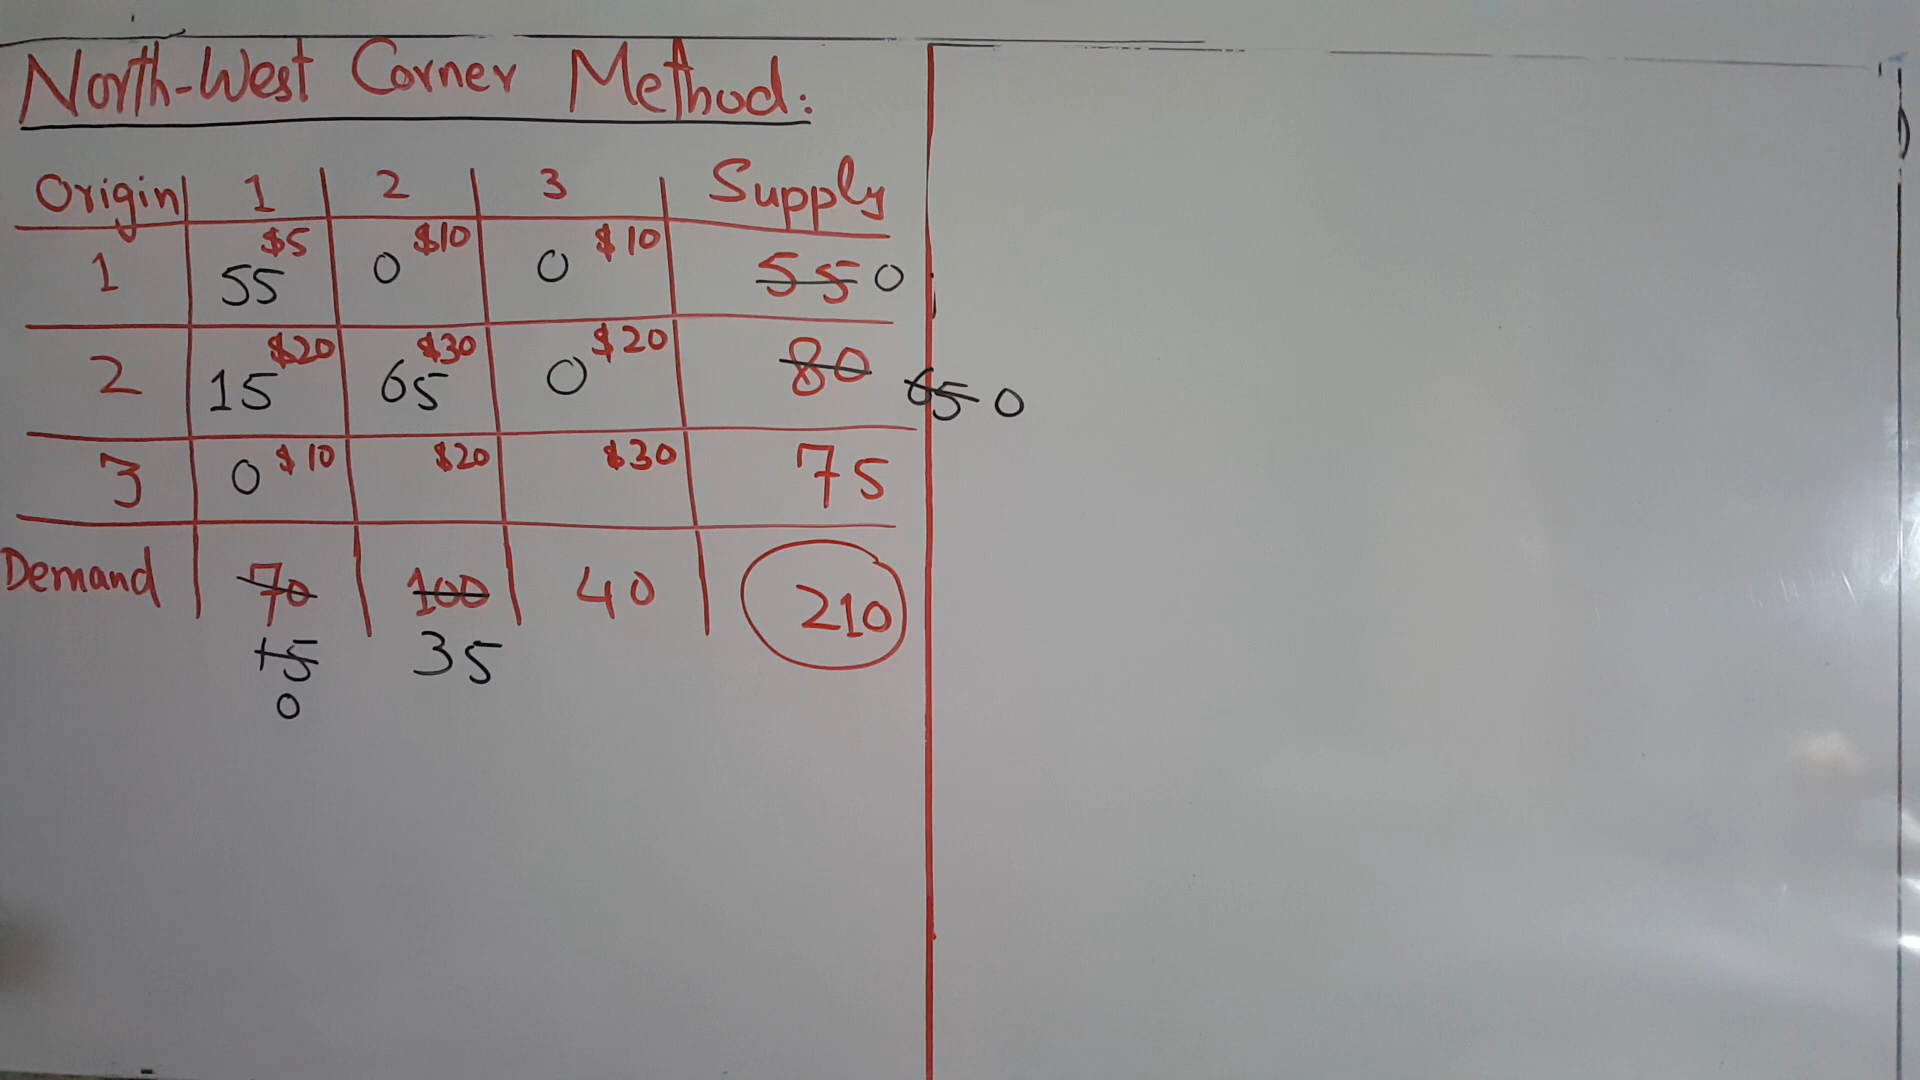 North-West Corner Method:
Origin 1 2 3 Supply
$5 $10 $10
1 55 0 0 55 0
$20 $30 $20
2 15 65 0 80 65 0
$10 $20 $30
3 0 75
Demand 70 100 40 210
15 35
0